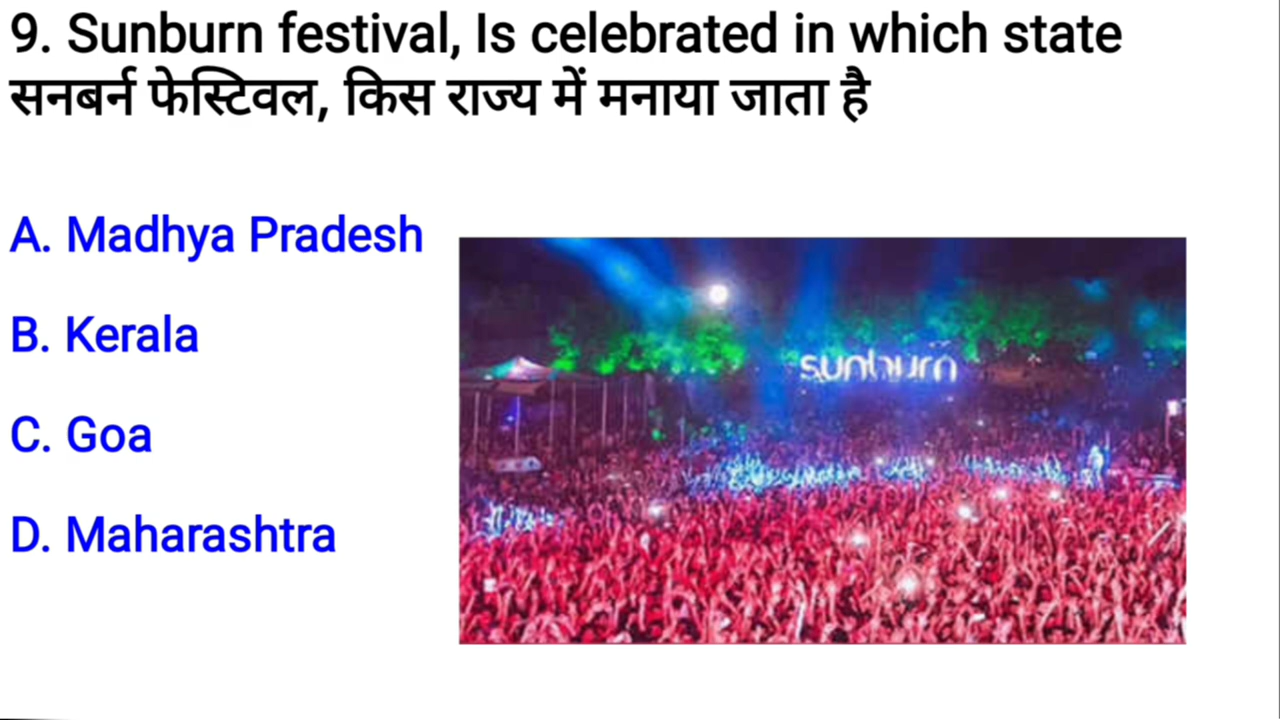 9. Sunburn festival, Is celebrated in which state
सनबर्न फेस्टिवल, किस राज्य में मनाया जाता है
A. Madhya Pradesh
B. Kerala
sunburn
C. Goa
D. Maharashtra